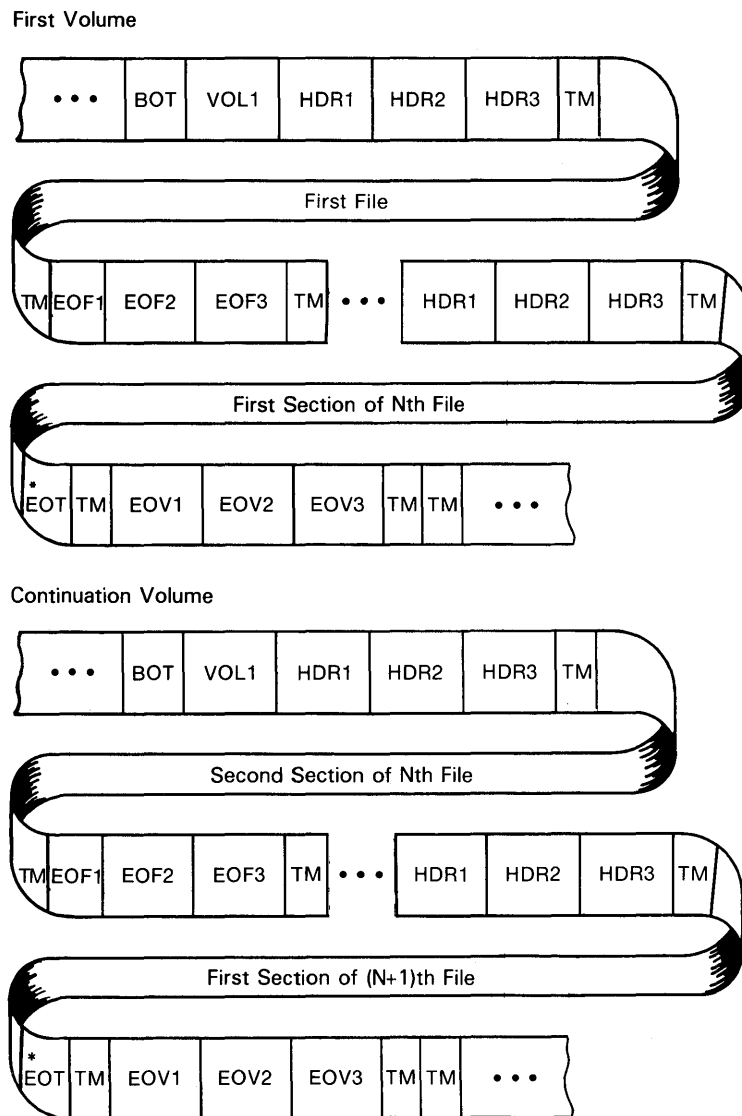 First Volume
• • • BOT VOL1 HDR1 HDR2 HDR3 TM
First File
TM EOF1 EOF2 EOF3 TM • • • HDR1 HDR2 HDR3 TM
First Section of Nth File
* EOT TM EOV1 EOV2 EOV3 TM TM • • •
Continuation Volume
• • • BOT VOL1 HDR1 HDR2 HDR3 TM
Second Section of Nth File
TM EOF1 EOF2 EOF3 TM • • • HDR1 HDR2 HDR3 TM
First Section of (N+1)th File
* EOT TM EOV1 EOV2 EOV3 TM TM • • •